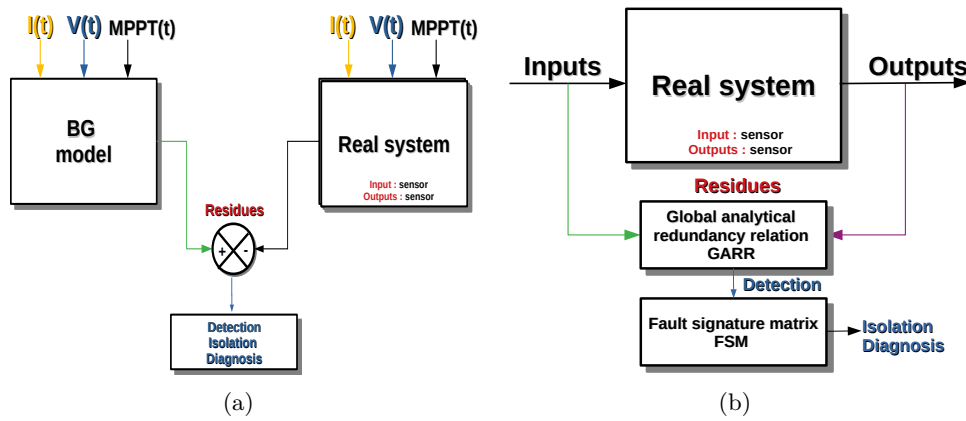 I(t) V(t) MPPT(t)
BG
model
I(t) V(t) MPPT(t)
Real system
Input : sensor
Outputs : sensor
Residues
+ -
Detection
Isolation
Diagnosis
(a)
Inputs
Real system
Outputs
Input : sensor
Outputs : sensor
Residues
Global analytical
redundancy relation
GARR
Detection
Fault signature matrix
FSM
Isolation
Diagnosis
(b)